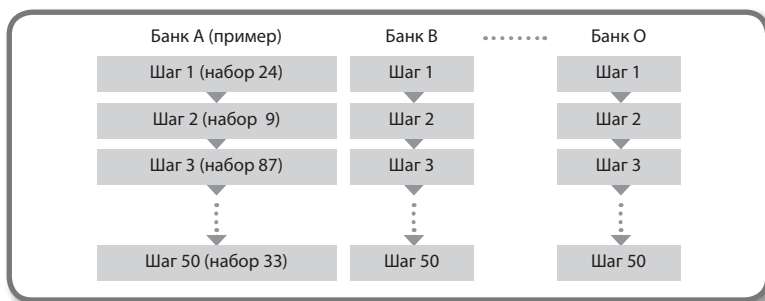 Банк A (пример) Банк B Банк O
Шаг 1 (набор 24) Шаг 1 Шаг 1
Шаг 2 (набор  9) Шаг 2 Шаг 2
Шаг 3 (набор 87) Шаг 3 Шаг 3
Шаг 50 (набор 33) Шаг 50 Шаг 50